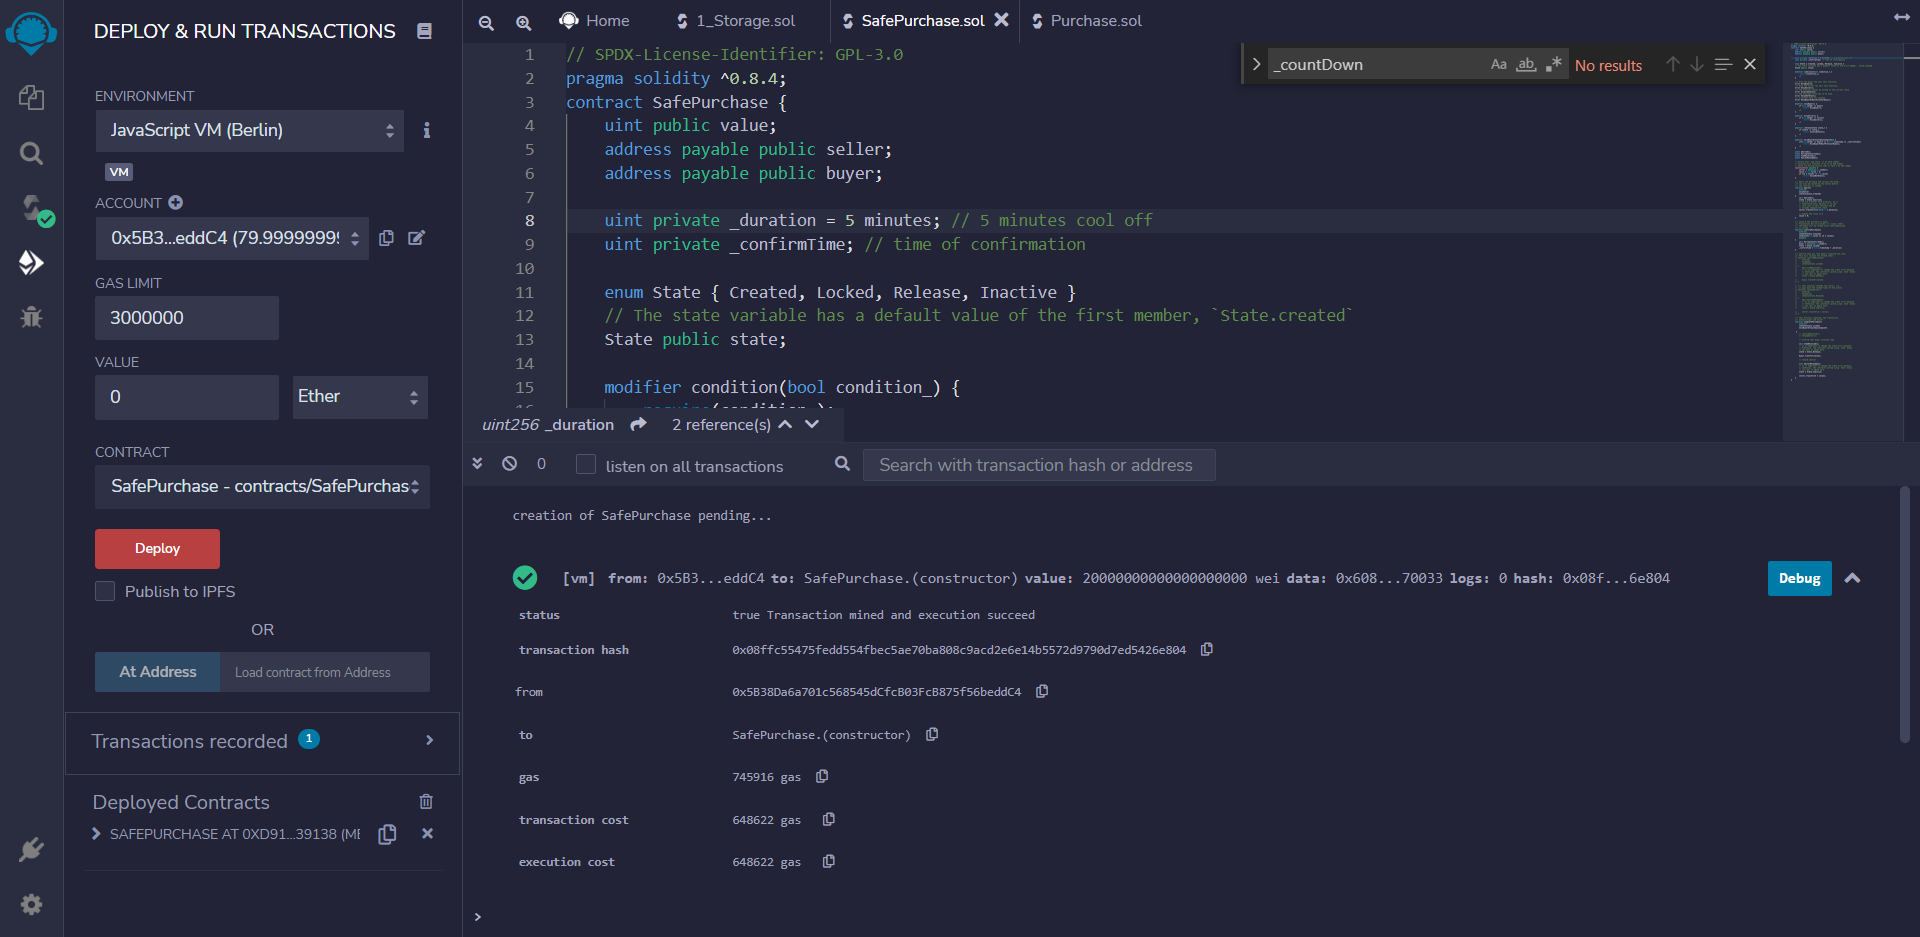 DEPLOY & RUN TRANSACTIONS
ENVIRONMENT
JavaScript VM (Berlin)
VM
ACCOUNT
0x5B3...eddC4 (79.99999999
GAS LIMIT
3000000
VALUE
0
Ether
CONTRACT
SafePurchase - contracts/SafePurchas
Deploy
Publish to IPFS
OR
At Address
Load contract from Address
Transactions recorded 1
Deployed Contracts
SAFEPURCHASE AT 0XD91...39138 (ME
Home
1_Storage.sol
SafePurchase.sol
Purchase.sol
_countDown
Aa
ab
No results
1 // SPDX-License-Identifier: GPL-3.0
2 pragma solidity ^0.8.4;
3 contract SafePurchase {
4 uint public value;
5 address payable public seller;
6 address payable public buyer;
7
8 uint private _duration = 5 minutes; // 5 minutes cool off
9 uint private _confirmTime; // time of confirmation
10
11 enum State { Created, Locked, Release, Inactive }
12 // The state variable has a default value of the first member, `State.created`
13 State public state;
14
15 modifier condition(bool condition_) {
uint256 _duration
2 reference(s)
0
listen on all transactions
Search with transaction hash or address
creation of SafePurchase pending...
[vm] from: 0x5B3...eddC4 to: SafePurchase.(constructor) value: 20000000000000000000 wei data: 0x608...70033 logs: 0 hash: 0x08f...6e804
Debug
status true Transaction mined and execution succeed
transaction hash 0x08ffc55475fedd554fbec5ae70ba808c9acd2e6e14b5572d9790d7ed5426e804
from 0x5B38Da6a701c568545dCfcB03FcB875f56beddC4
to SafePurchase.(constructor)
gas 745916 gas
transaction cost 648622 gas
execution cost 648622 gas
>